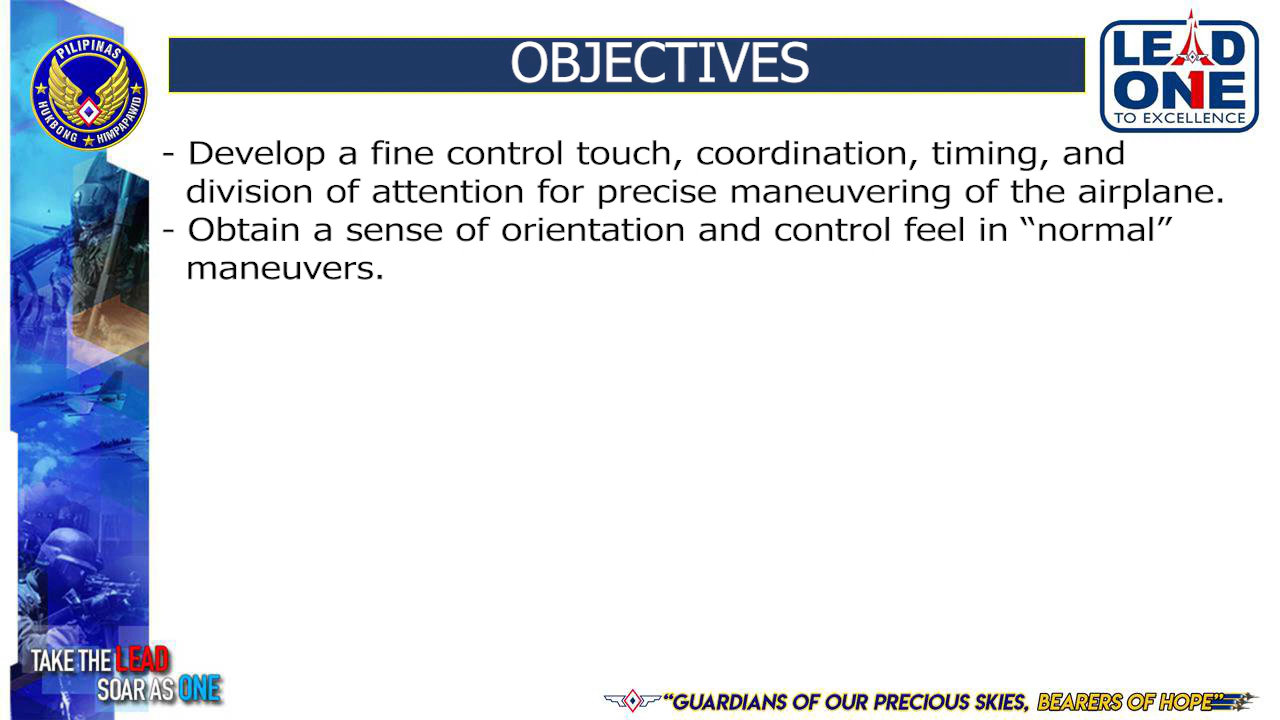 OBJECTIVES
PILIPINAS
HUKBONG HIMPAPAWID
LEAD
ONE
TO EXCELLENCE
- Develop a fine control touch, coordination, timing, and
division of attention for precise maneuvering of the airplane.
- Obtain a sense of orientation and control feel in “normal”
maneuvers.
TAKE THE LEAD
SOAR AS ONE
“GUARDIANS OF OUR PRECIOUS SKIES, BEARERS OF HOPE”